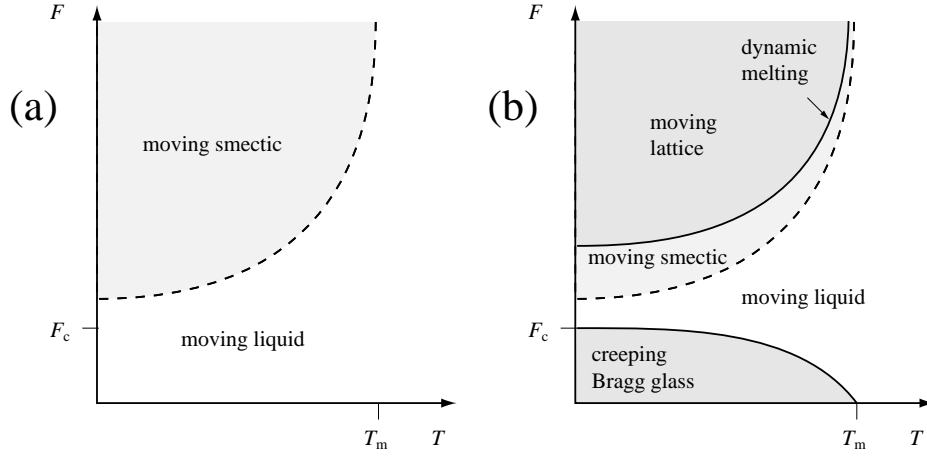 (a)
F
moving smectic
F_c
moving liquid
T_m
T
(b)
F
dynamic
melting
moving
lattice
moving smectic
moving liquid
F_c
creeping
Bragg glass
T_m
T